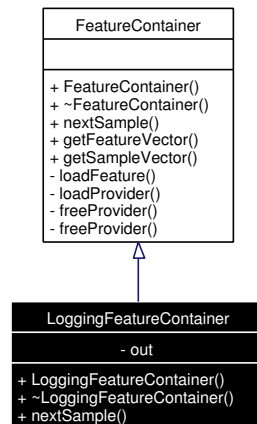 FeatureContainer
+ FeatureContainer()
+ ~FeatureContainer()
+ nextSample()
+ getFeatureVector()
+ getSampleVector()
- loadFeature()
- loadProvider()
- freeProvider()
- freeProvider()
LoggingFeatureContainer
- out
+ LoggingFeatureContainer()
+ ~LoggingFeatureContainer()
+ nextSample()